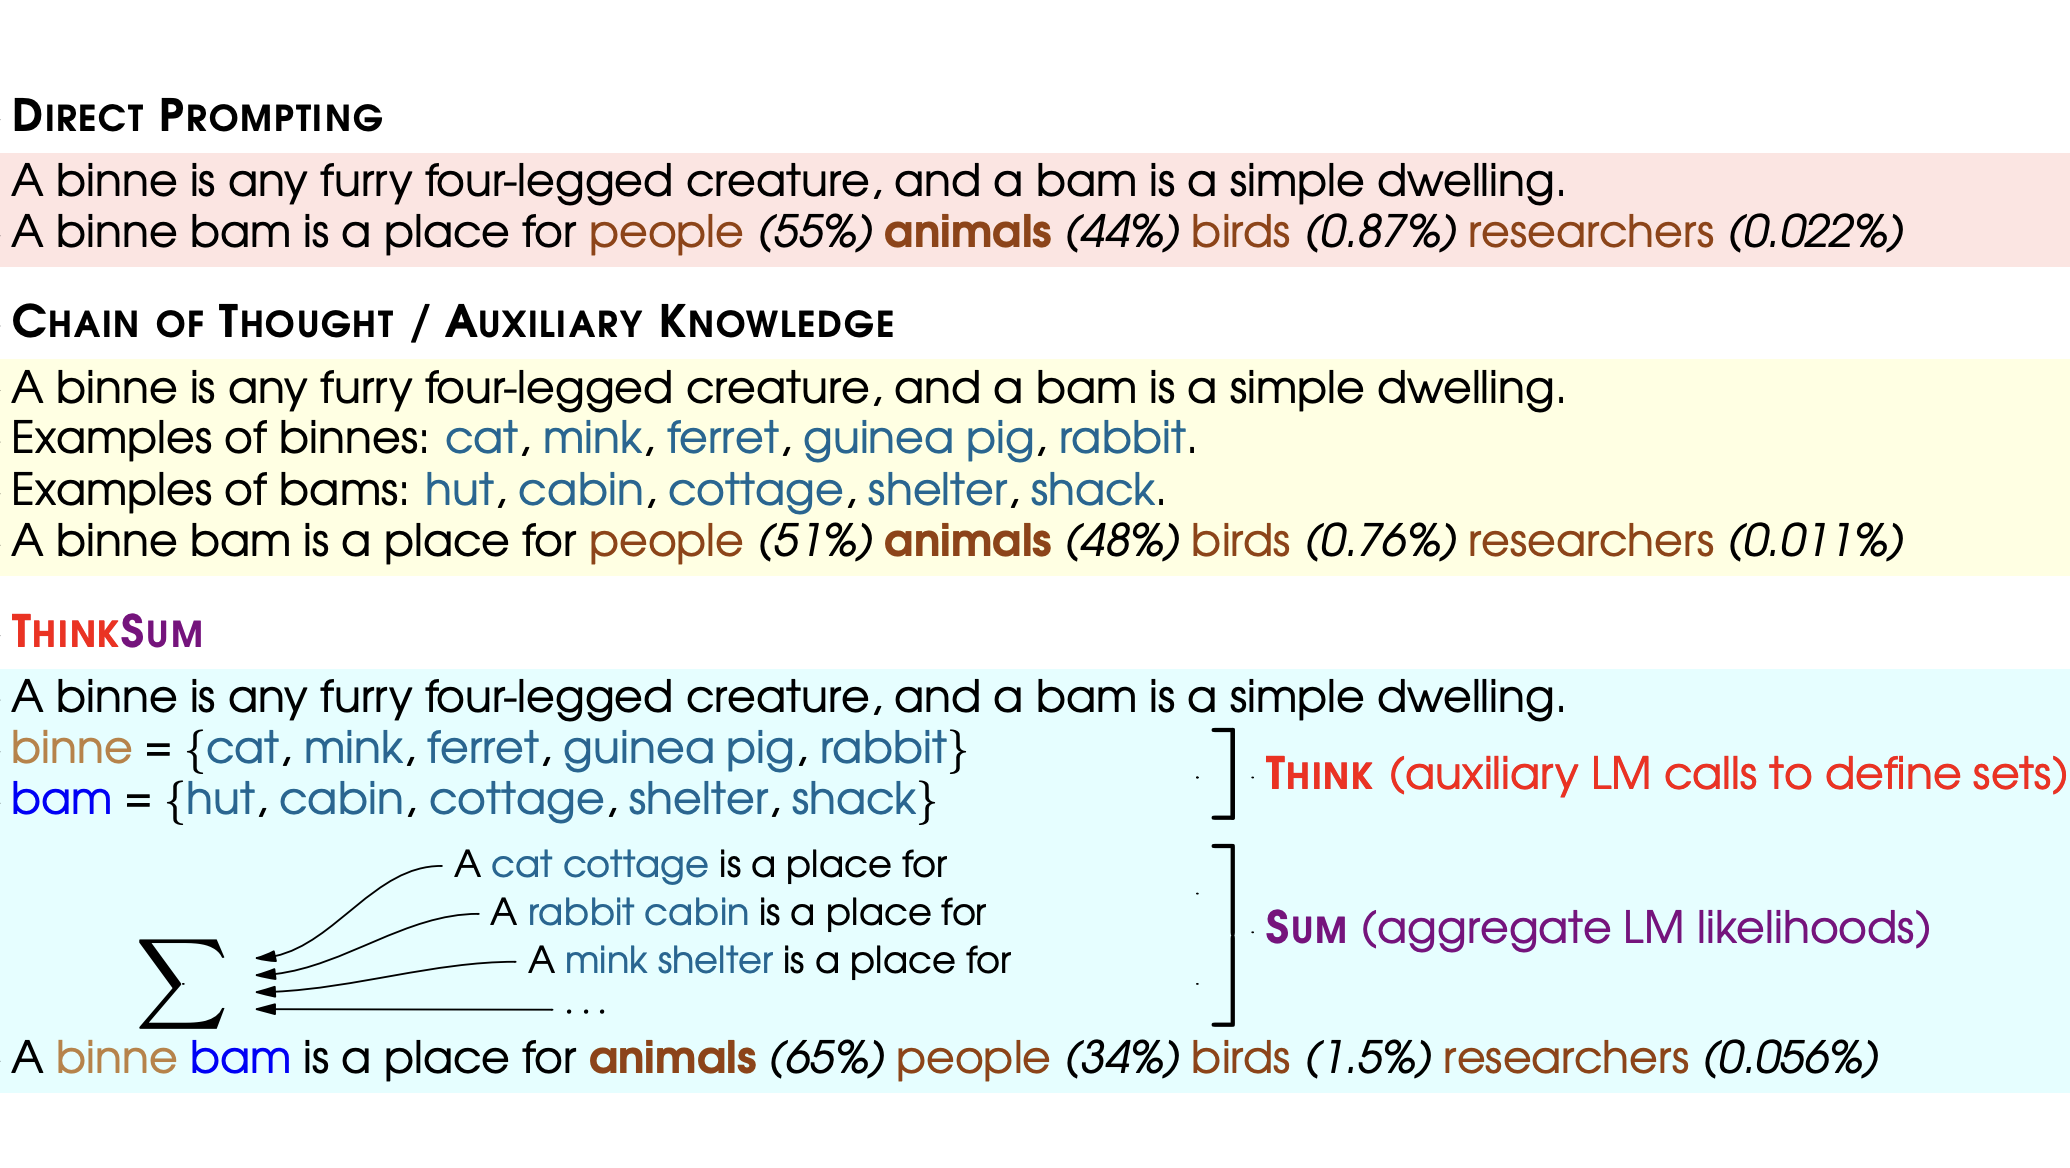 DIRECT PROMPTING
A binne is any furry four-legged creature, and a bam is a simple dwelling.
A binne bam is a place for people (55%) animals (44%) birds (0.87%) researchers (0.022%)
CHAIN OF THOUGHT / AUXILIARY KNOWLEDGE
A binne is any furry four-legged creature, and a bam is a simple dwelling.
Examples of binnes: cat, mink, ferret, guinea pig, rabbit.
Examples of bams: hut, cabin, cottage, shelter, shack.
A binne bam is a place for people (51%) animals (48%) birds (0.76%) researchers (0.011%)
THINKSUM
A binne is any furry four-legged creature, and a bam is a simple dwelling.
binne = {cat, mink, ferret, guinea pig, rabbit}
bam = {hut, cabin, cottage, shelter, shack}
THINK (auxiliary LM calls to define sets)
A cat cottage is a place for
A rabbit cabin is a place for
A mink shelter is a place for
...
∑
SUM (aggregate LM likelihoods)
A binne bam is a place for animals (65%) people (34%) birds (1.5%) researchers (0.056%)